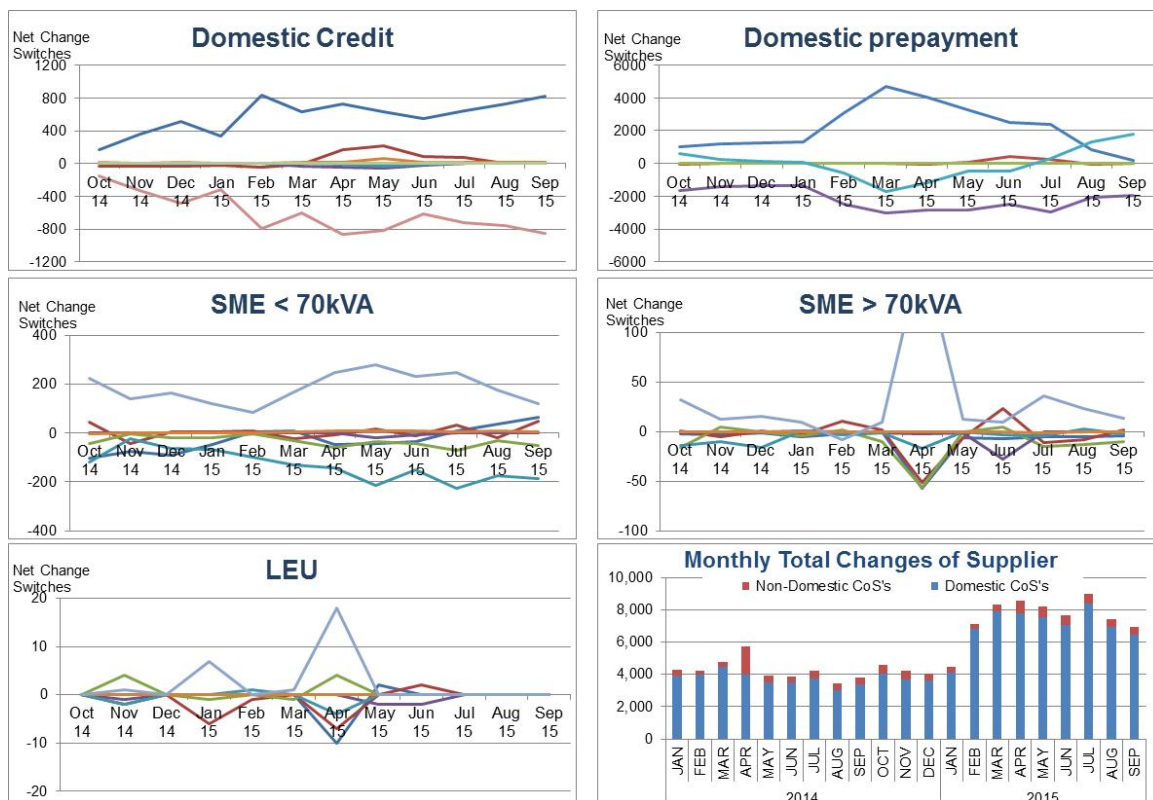 Domestic Credit
Net Change
Switches
1200
800
400
0
-400
-800
-1200
Oct Nov Dec Jan Feb Mar Apr May Jun Jul Aug Sep
14 14 14 15 15 15 15 15 15 15 15 15
Domestic prepayment
Net Change
Switches
6000
4000
2000
0
-2000
-4000
-6000
Oct Nov Dec Jan Feb Mar Apr May Jun Jul Aug Sep
14 14 14 15 15 15 15 15 15 15 15 15
SME < 70kVA
Net Change
Switches
400
200
0
-200
-400
Oct Nov Dec Jan Feb Mar Apr May Jun Jul Aug Sep
14 14 14 15 15 15 15 15 15 15 15 15
SME > 70kVA
Net Change
Switches
100
50
0
-50
-100
Oct Nov Dec Jan Feb Mar Apr May Jun Jul Aug Sep
14 14 14 15 15 15 15 15 15 15 15 15
LEU
Net Change
Switches
20
10
0
-10
-20
Oct Nov Dec Jan Feb Mar Apr May Jun Jul Aug Sep
14 14 14 15 15 15 15 15 15 15 15 15
Monthly Total Changes of Supplier
Non-Domestic CoS's Domestic CoS's
10,000
8,000
6,000
4,000
2,000
0
JAN FEB MAR APR MAY JUN JUL AUG SEP OCT NOV DEC JAN FEB MAR APR MAY JUN JUL AUG SEP
2014 2015